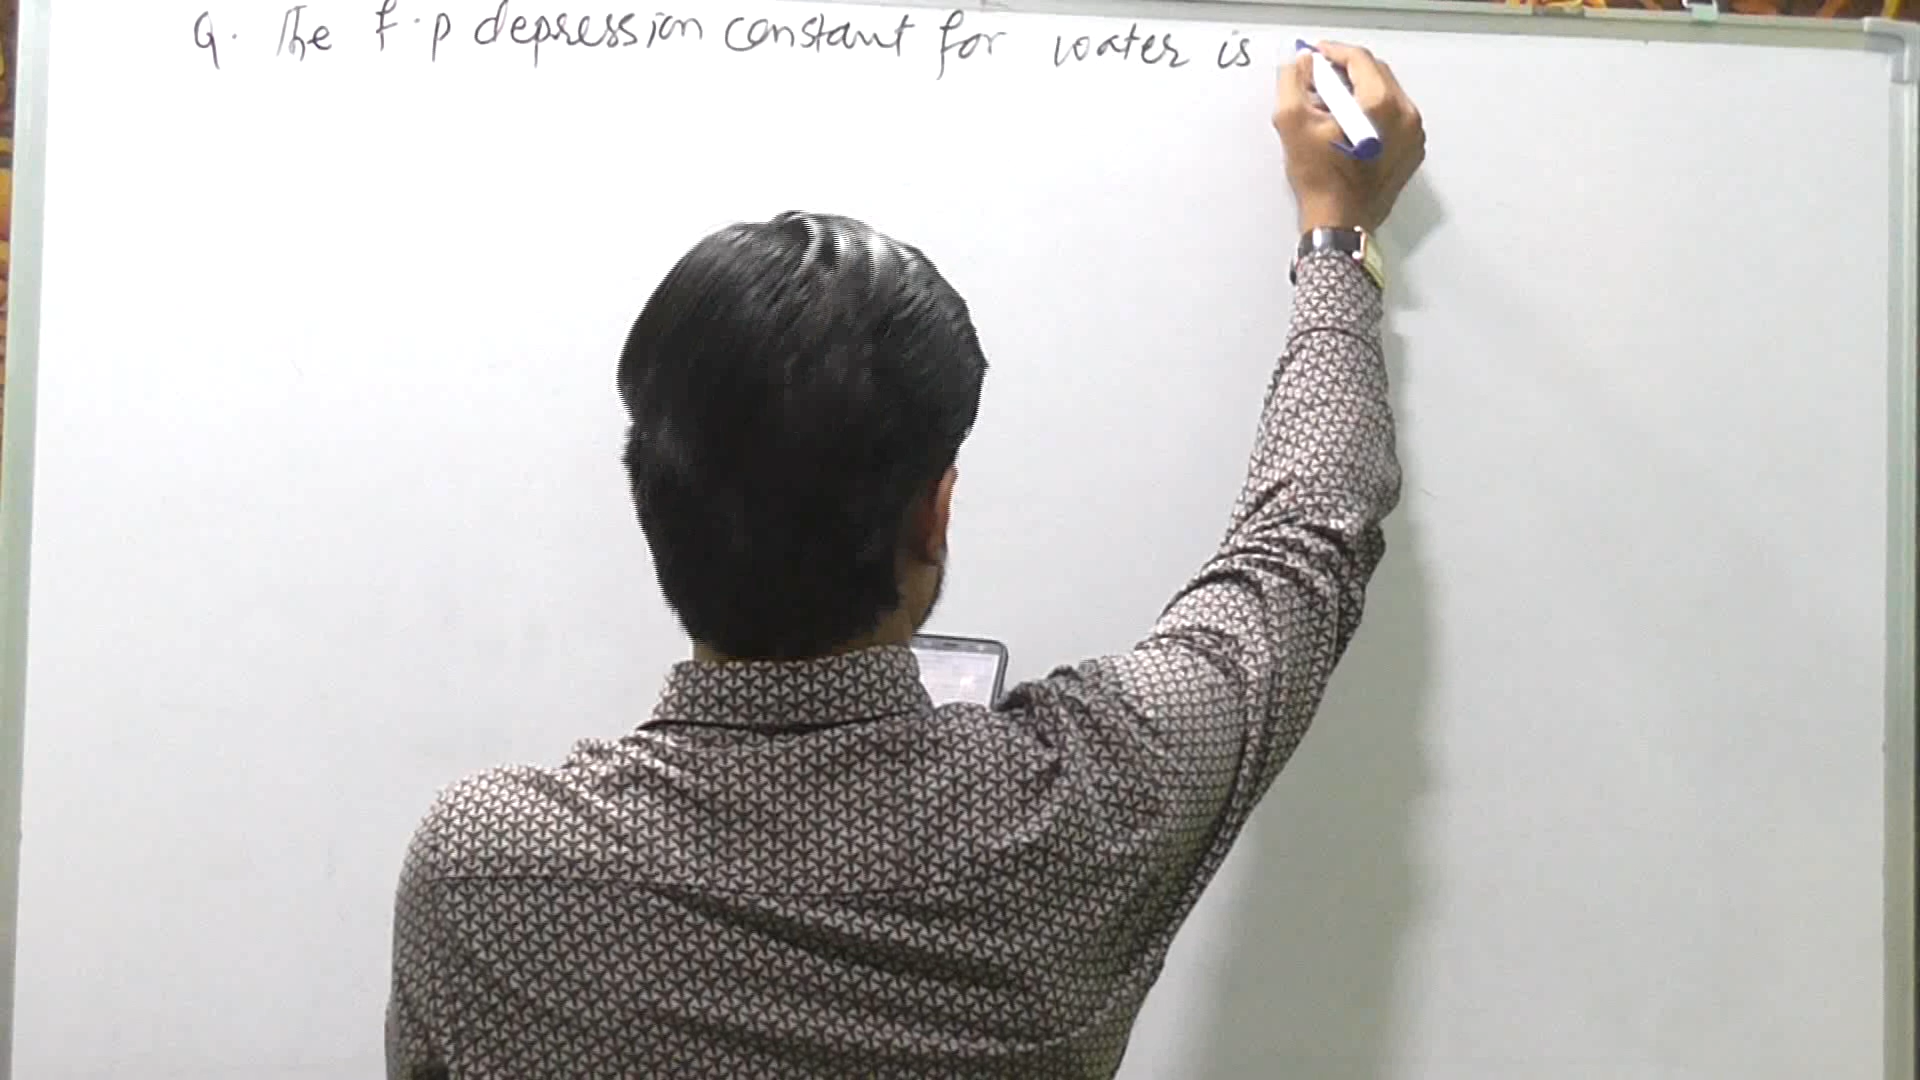 Q. The f.p depression constant for water is